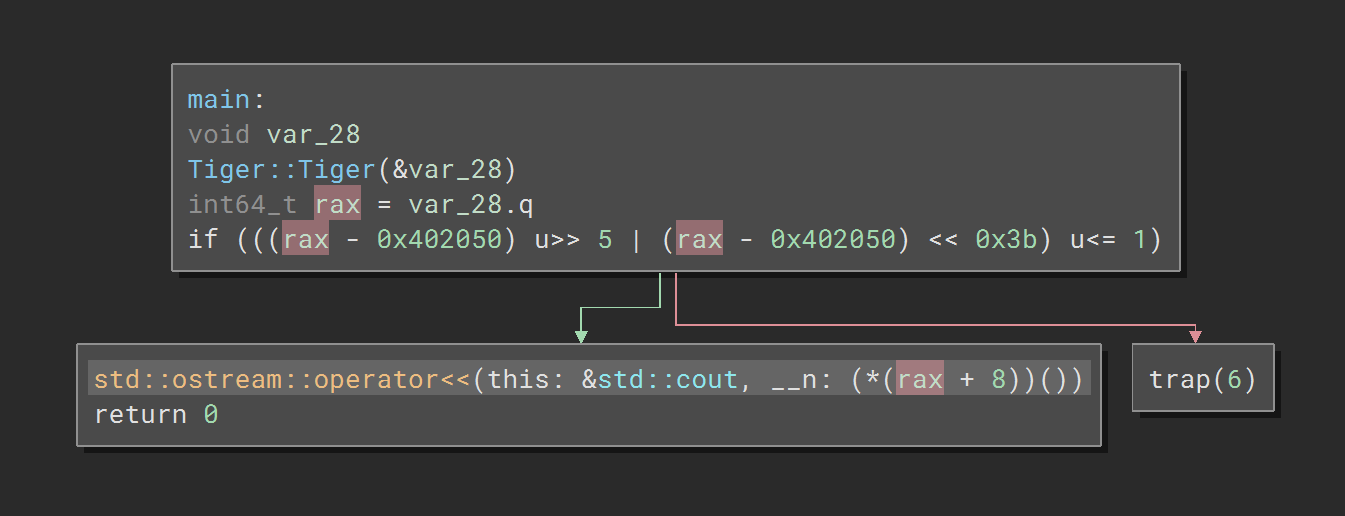 main:
void var_28
Tiger::Tiger(&var_28)
int64_t rax = var_28.q
if (((rax - 0x402050) u>> 5 | (rax - 0x402050) << 0x3b) u<= 1)
std::ostream::operator<<(this: &std::cout, __n: (*(rax + 8))())
return 0
trap(6)